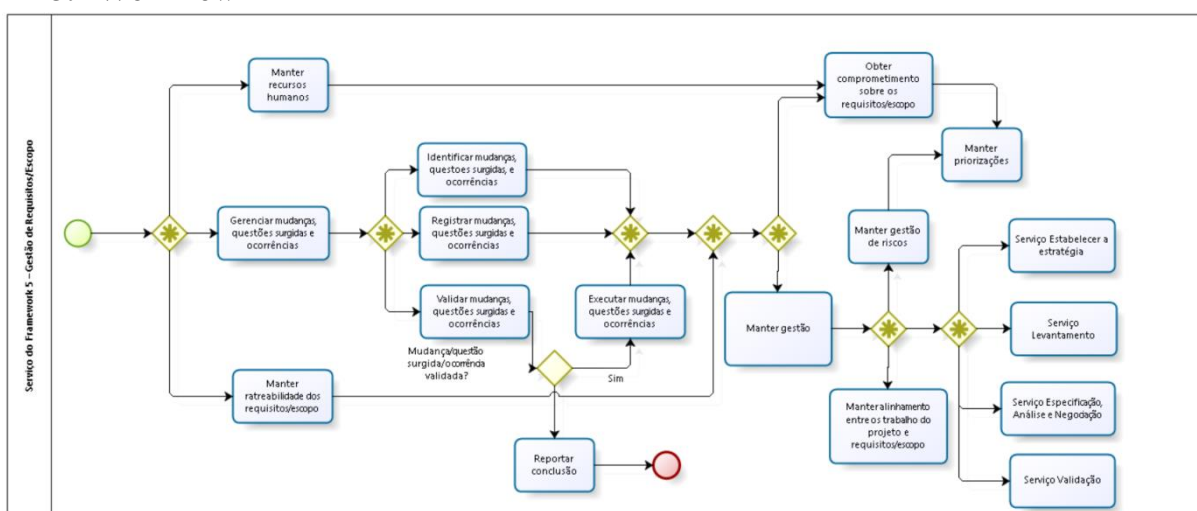 Serviço do Framework 5 – Gestão de Requisitos/Escopo
Manter
recursos
humanos
Obter
comprometimento
sobre os
requisitos/escopo
Manter
priorizações
Identificar mudanças,
questoes surgidas, e
ocorrências
Gerenciar mudanças,
questões surgidas e
ocorrências
Registrar mudanças,
questões surgidas e
ocorrências
Manter gestão
de riscos
Serviço Estabelecer a
estratégia
Validar mudanças,
questões surgidas e
ocorrências
Executar mudanças,
questões surgidas e
ocorrências
Manter gestão
Serviço
Levantamento
Mudança/questão
surgida/ocorrência
validada?
Sim
Manter
ratreabilidade dos
requisitos/escopo
Manter alinhamento
entre os trabalho do
projeto e
requisitos/escopo
Serviço Especificação,
Análise e Negodação
Reportar
conclusão
Serviço Validação